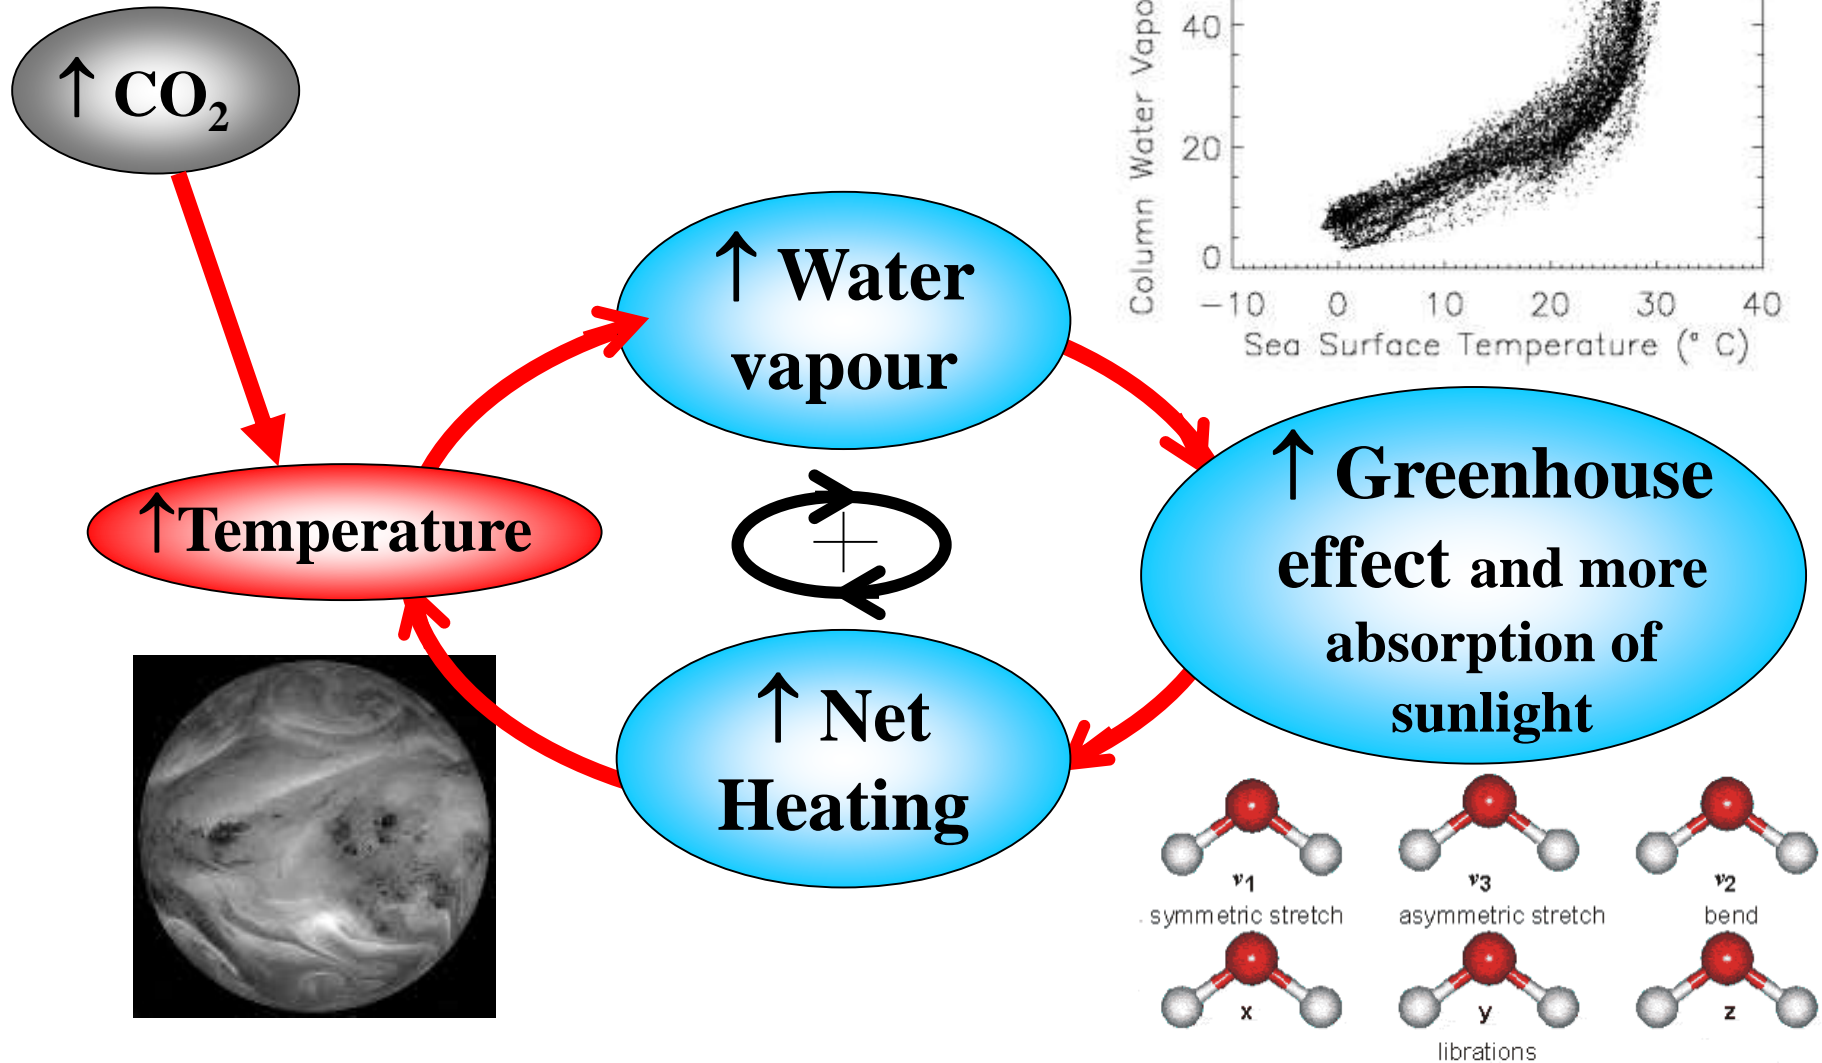 ↑ CO₂
↑ Water
vapour
↑Temperature
↑ Greenhouse
effect and more
absorption of
sunlight
↑ Net
Heating
+
Column Water
40
20
0
−10 0 10 20 30 40
Sea Surface Temperature (° C)
ν1 ν3 ν2
symmetric stretch asymmetric stretch bend
x y z
librations